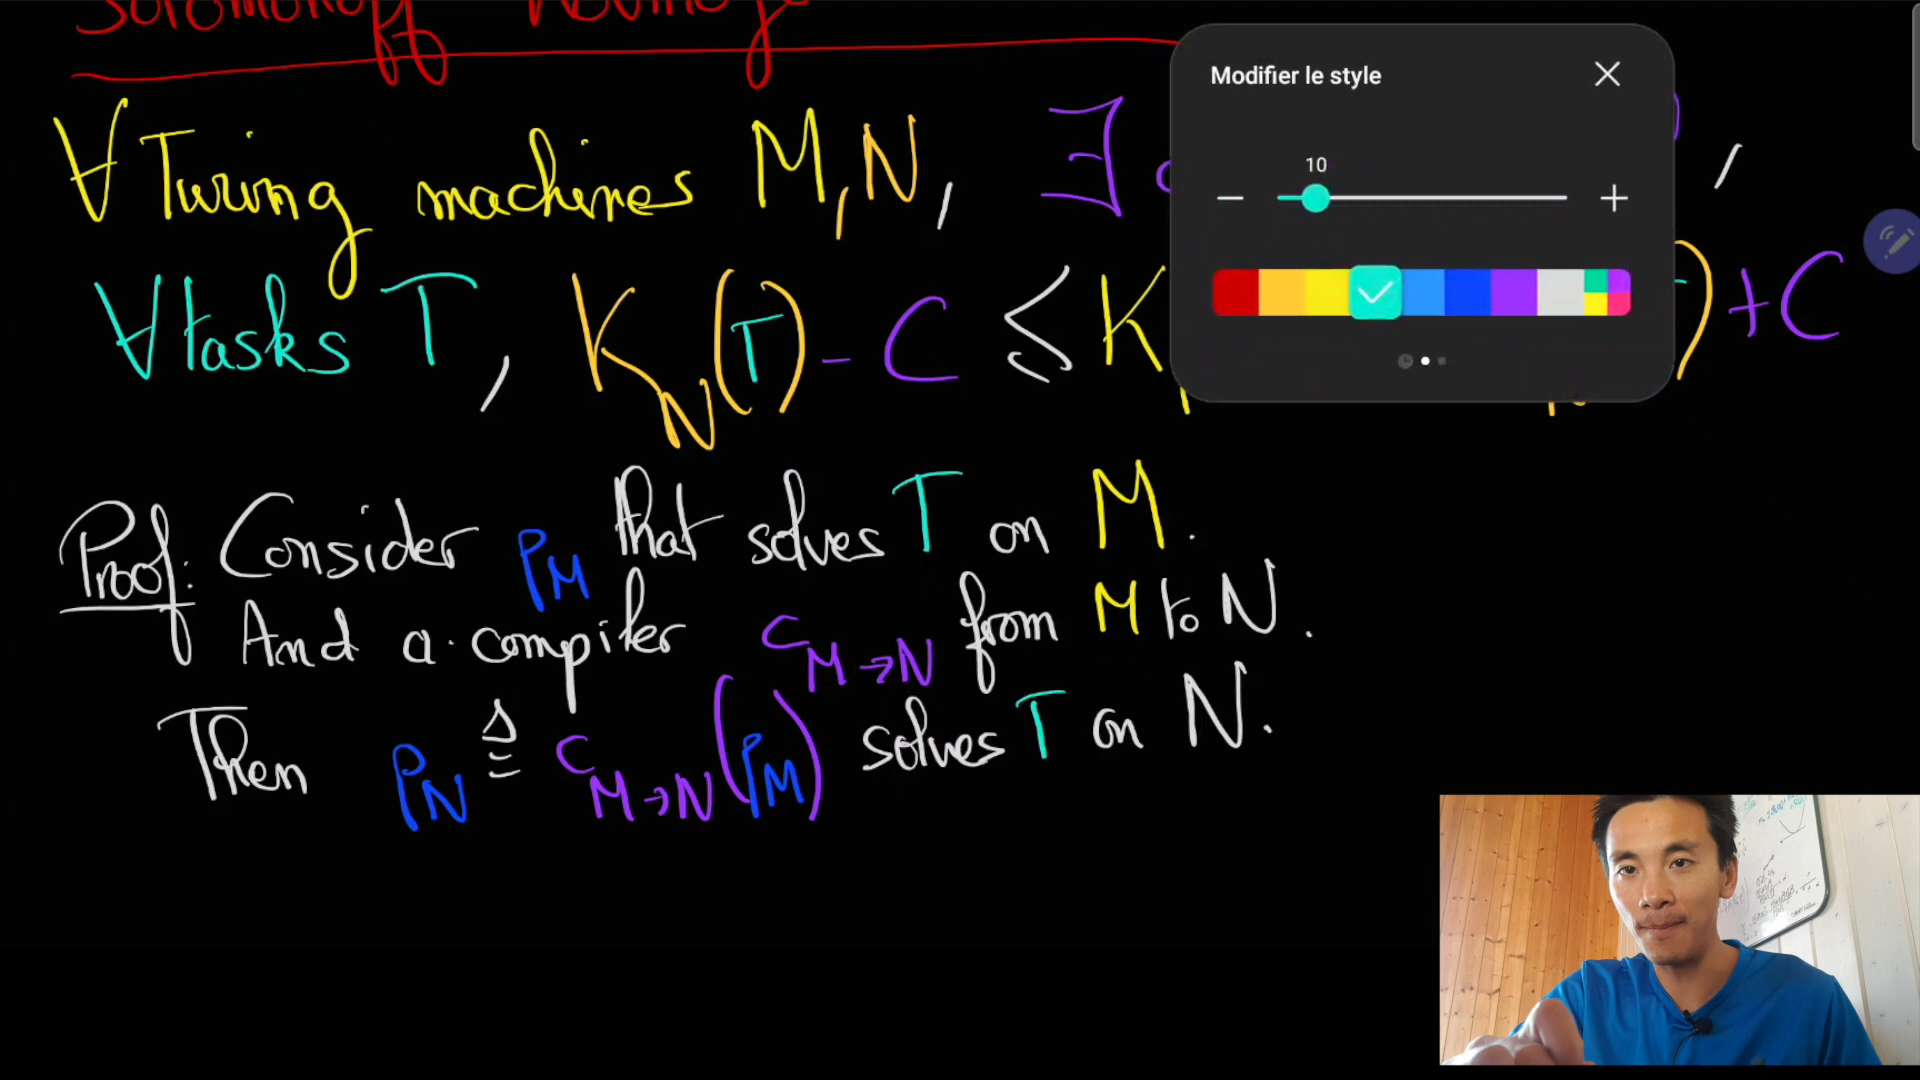 Solomonoff
Modifier le style
10
∀ Turing machines M, N, ∃
∀ tasks T, K_N(T) - C ≤ K ) + C
Proof: Consider p_M that solves T on M.
And a compiler C_{M→N} from M to N.
Then p_N ≜ C_{M→N}(p_M) solves T on N.